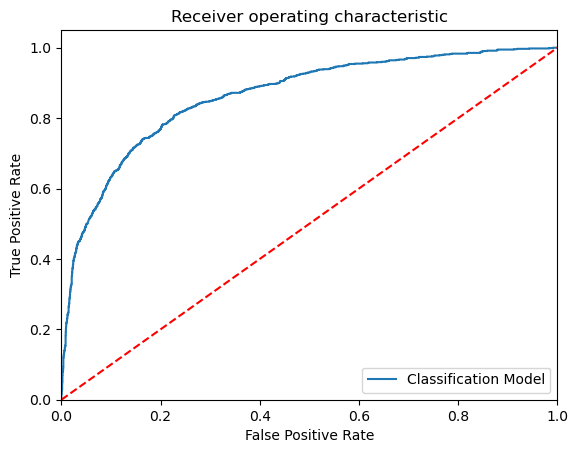 Receiver operating characteristic
True Positive Rate
1.0
0.8
0.6
0.4
0.2
0.0
Classification Model
0.0 0.2 0.4 0.6 0.8 1.0
False Positive Rate